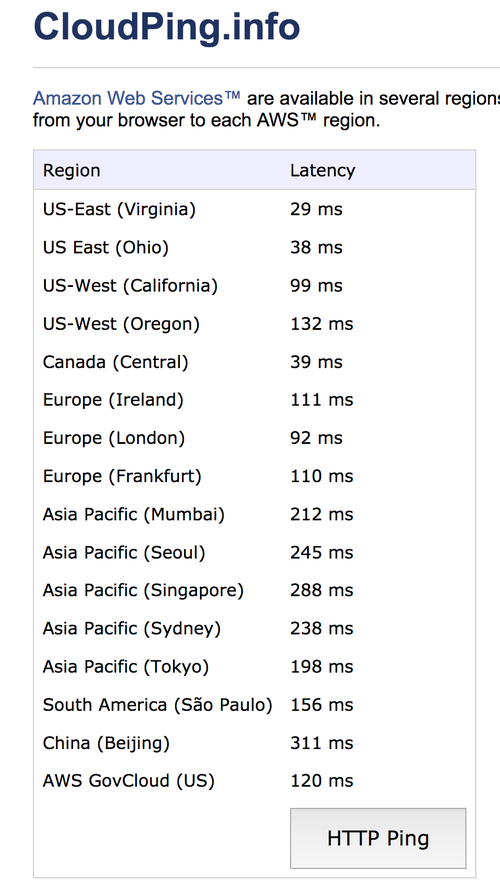 CloudPing.info
Amazon Web Services™ are available in several regions
from your browser to each AWS™ region.
Region Latency
US-East (Virginia) 29 ms
US East (Ohio) 38 ms
US-West (California) 99 ms
US-West (Oregon) 132 ms
Canada (Central) 39 ms
Europe (Ireland) 111 ms
Europe (London) 92 ms
Europe (Frankfurt) 110 ms
Asia Pacific (Mumbai) 212 ms
Asia Pacific (Seoul) 245 ms
Asia Pacific (Singapore) 288 ms
Asia Pacific (Sydney) 238 ms
Asia Pacific (Tokyo) 198 ms
South America (São Paulo) 156 ms
China (Beijing) 311 ms
AWS GovCloud (US) 120 ms
HTTP Ping